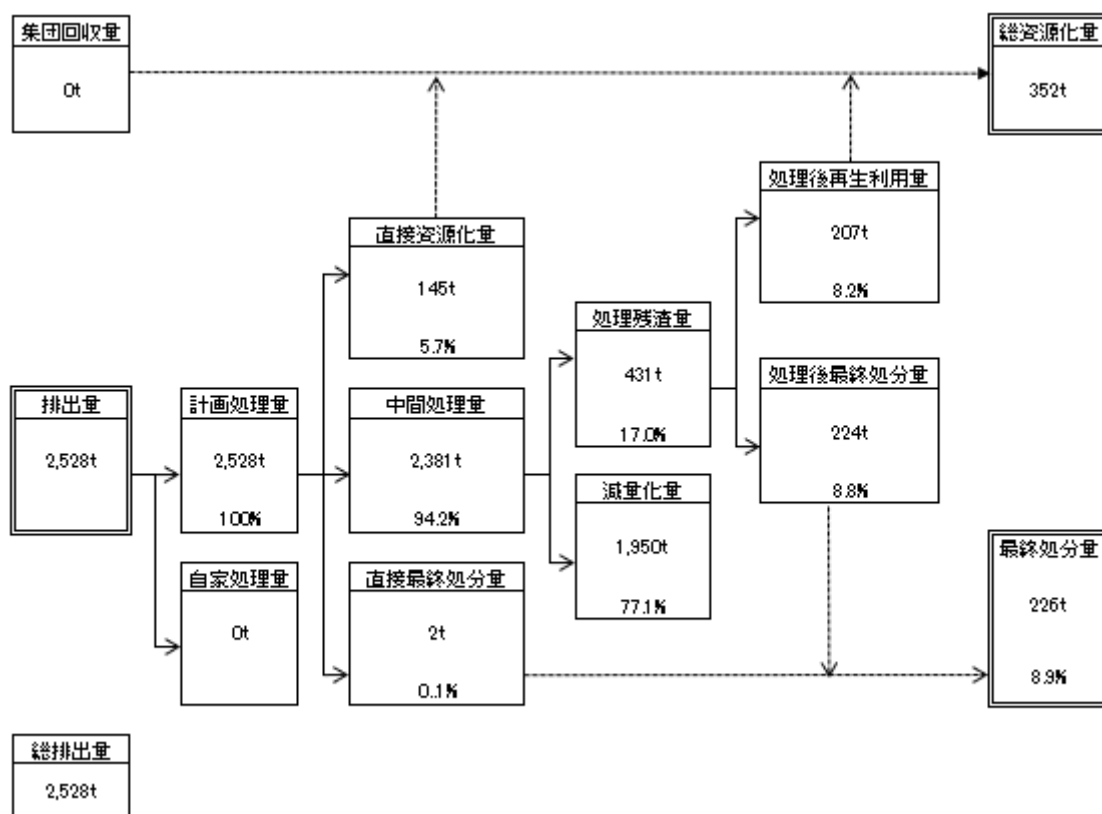 集団回収量
0t
総資源化量
352t
処理後再生利用量
207t
8.2%
直接資源化量
145t
5.7%
処理残渣量
431t
17.0%
処理後最終処分量
224t
8.8%
排出量
2,528t
計画処理量
2,528t
100%
中間処理量
2,381t
94.2%
減量化量
1,950t
77.1%
最終処分量
226t
8.9%
自家処理量
0t
直接最終処分量
2t
0.1%
総排出量
2,528t